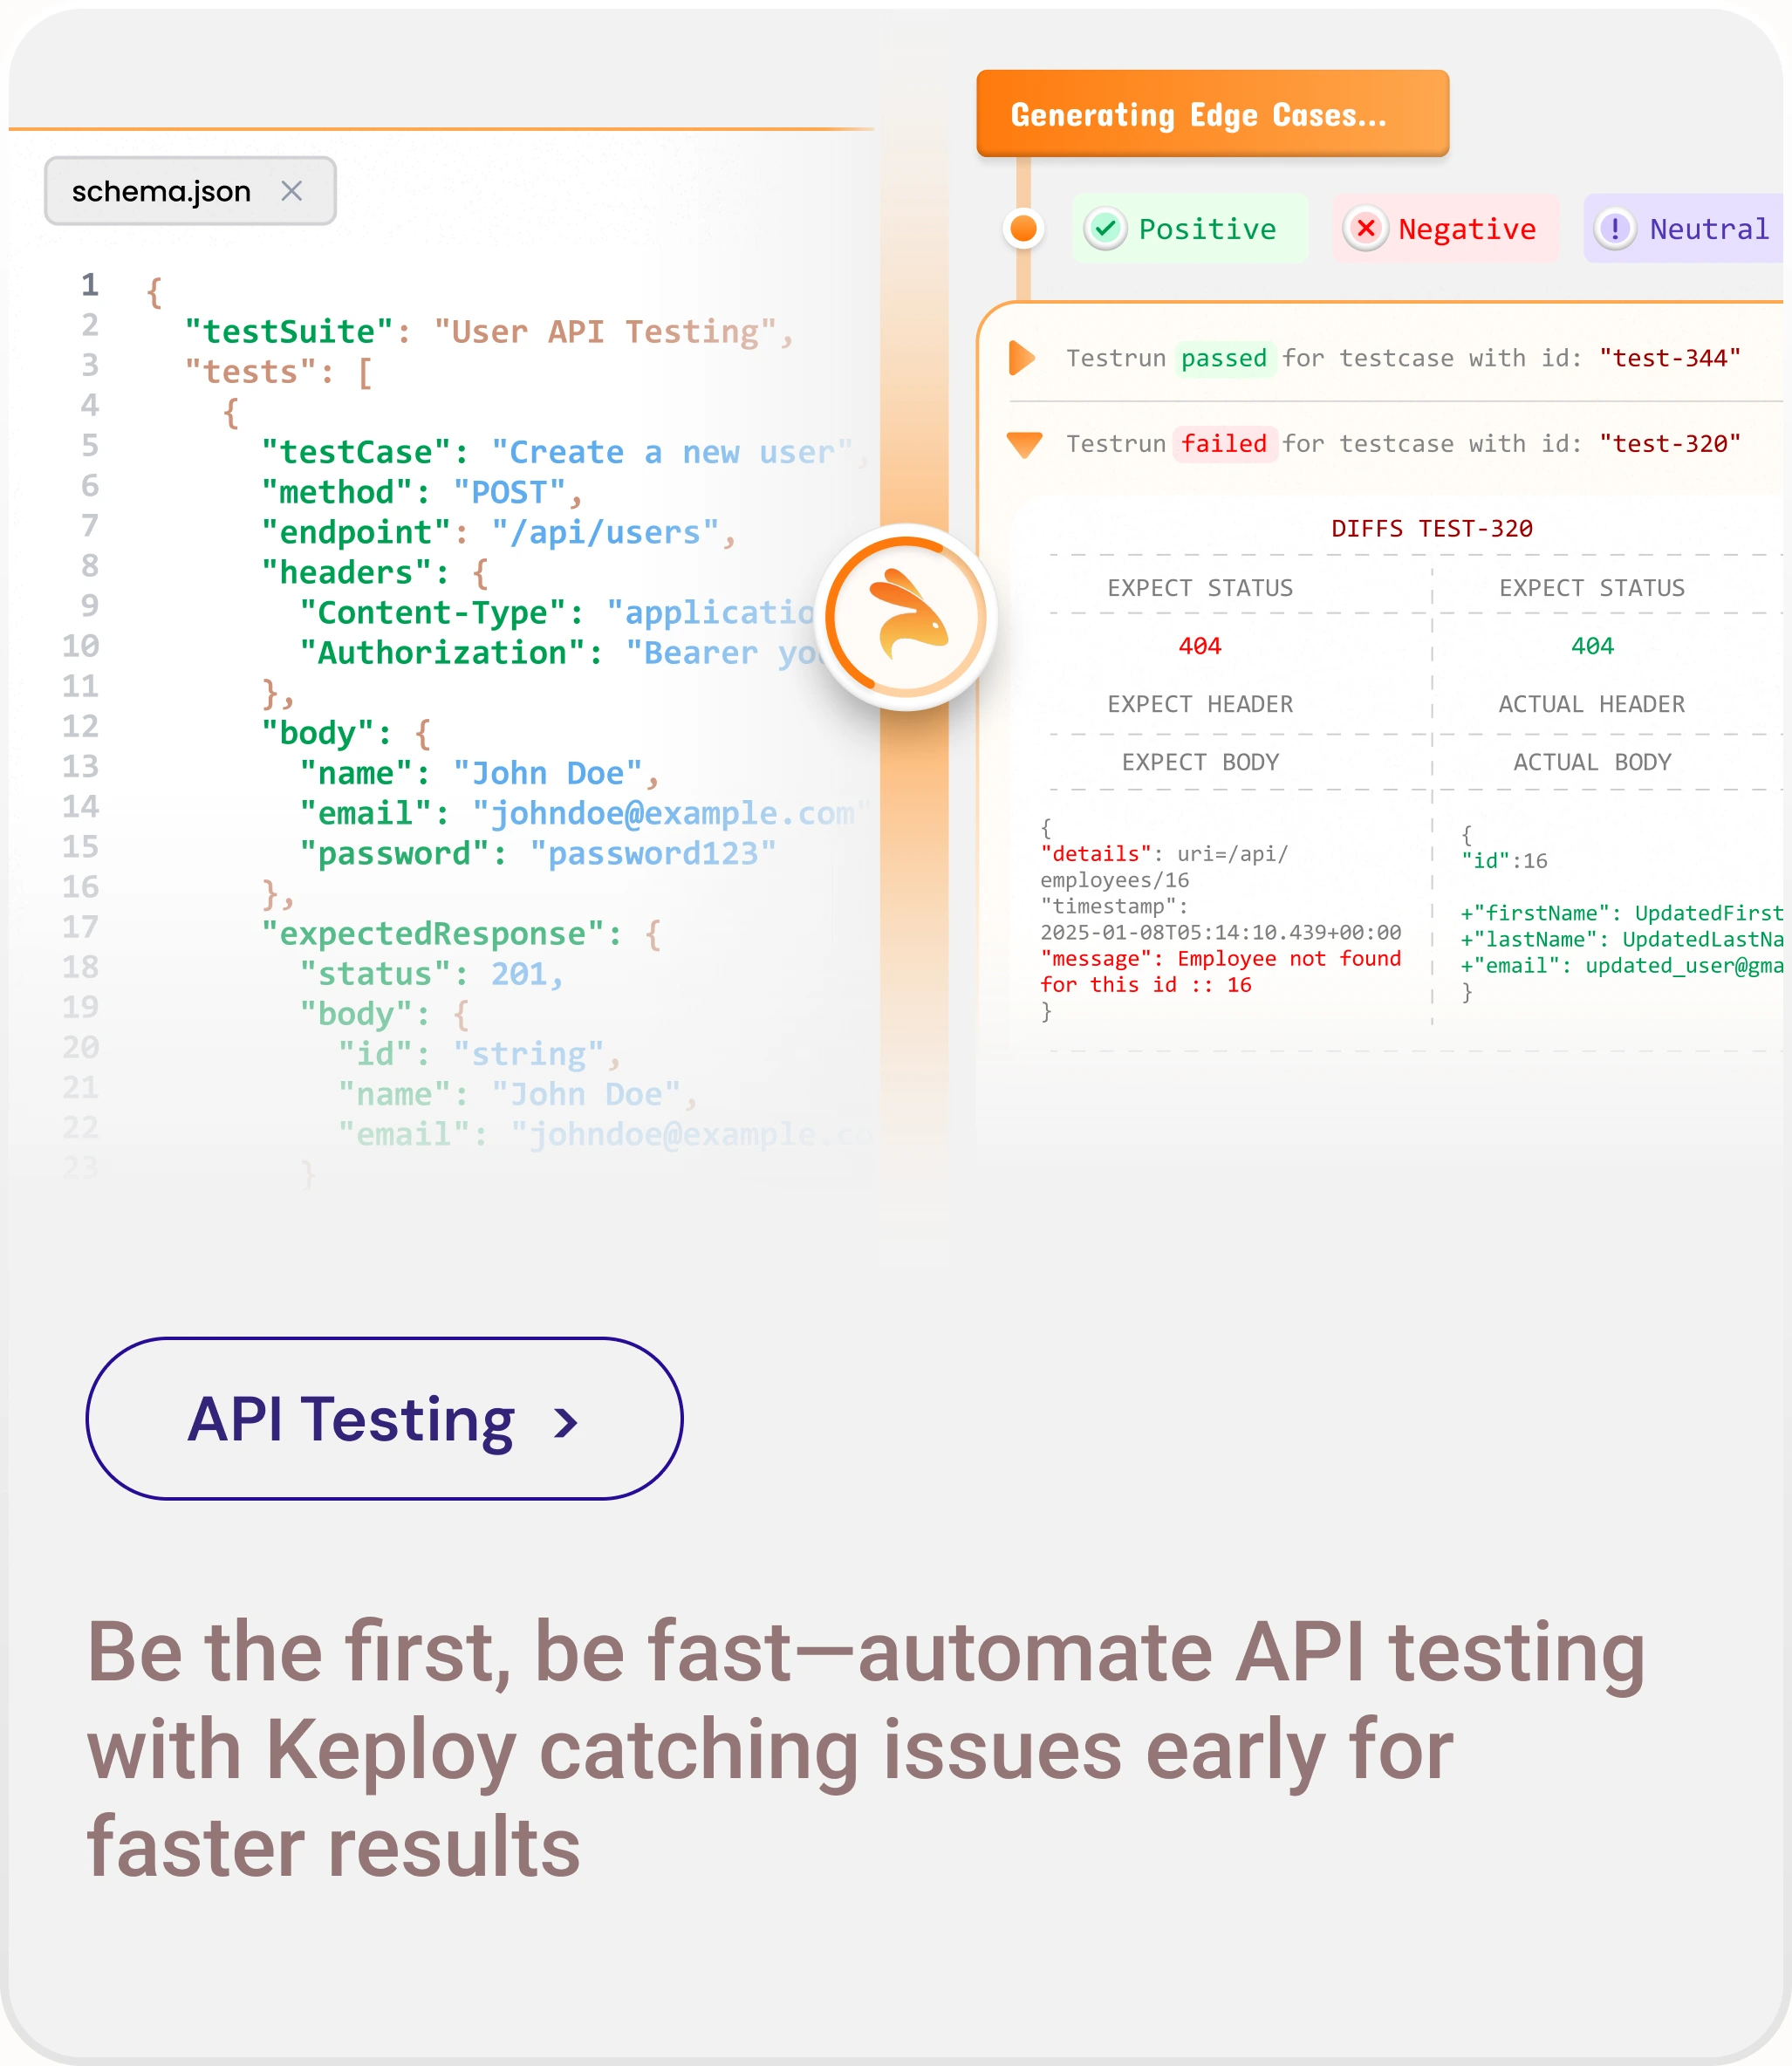 schema.json
1 {
2 "testSuite": "User API Testing",
3 "tests": [
4 {
5 "testCase": "Create a new user",
6 "method": "POST",
7 "endpoint": "/api/users",
8 "headers": {
9 "Content-Type": "applicatio
10 "Authorization": "Bearer yo
11 },
12 "body": {
13 "name": "John Doe",
14 "email": "johndoe@example.com"
15 "password": "password123"
16 },
17 "expectedResponse": {
18 "status": 201,
19 "body": {
20 "id": "string",
21 "name": "John Doe",
22 "email": "johndoe@example.co
23 }
Generating Edge Cases...
Positive Negative Neutral
Testrun passed for testcase with id: "test-344"
Testrun failed for testcase with id: "test-320"
DIFFS TEST-320
EXPECT STATUS EXPECT STATUS
404 404
EXPECT HEADER ACTUAL HEADER
EXPECT BODY ACTUAL BODY
{
"details": uri=/api/
employees/16
"timestamp":
2025-01-08T05:14:10.439+00:00
"message": Employee not found
for this id :: 16
}
{
"id":16
+"firstName": UpdatedFirst
+"lastName": UpdatedLastNa
+"email": updated_user@gma
}
API Testing >
Be the first, be fast—automate API testing
with Keploy catching issues early for
faster results